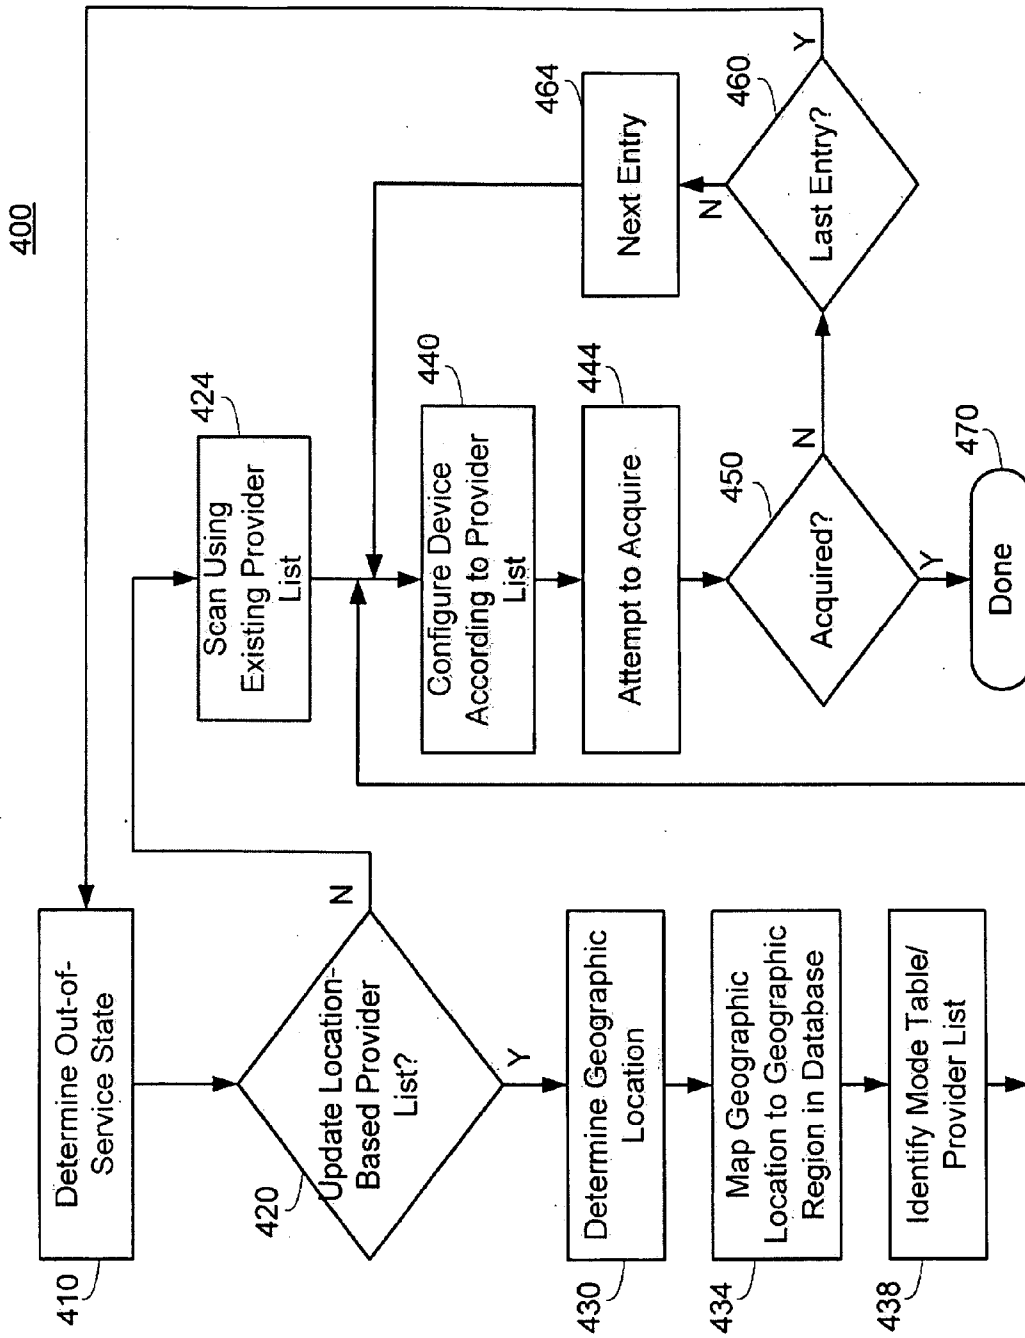 400
Determine Out-of-
Service State
410
Update Location-
Based Provider
List?
420
N
Y
Scan Using
Existing Provider
List
424
Determine Geographic
Location
430
Map Geographic
Location to Geographic
Region in Database
434
Identify Mode Table/
Provider List
438
Configure Device
According to Provider
List
440
Attempt to Acquire
444
Acquired?
450
N
Y
Last Entry?
460
N
Y
Next Entry
464
Done
470